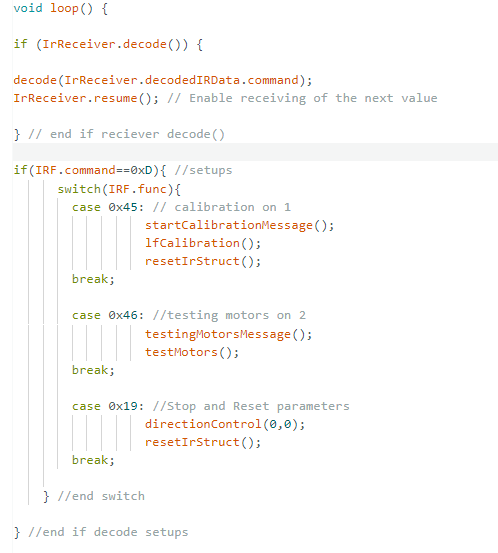 void loop() {
if (IrReceiver.decode()) {
decode(IrReceiver.decodedIRData.command);
IrReceiver.resume(); // Enable receiving of the next value
} // end if reciever decode()
if(IRF.command==0xD){ //setups
switch(IRF.func){
case 0x45: // calibration on 1
startCalibrationMessage();
lfCalibration();
resetIrStruct();
break;
case 0x46: //testing motors on 2
testingMotorsMessage();
testMotors();
break;
case 0x19: //Stop and Reset parameters
directionControl(0,0);
resetIrStruct();
break;
} //end switch
} //end if decode setups